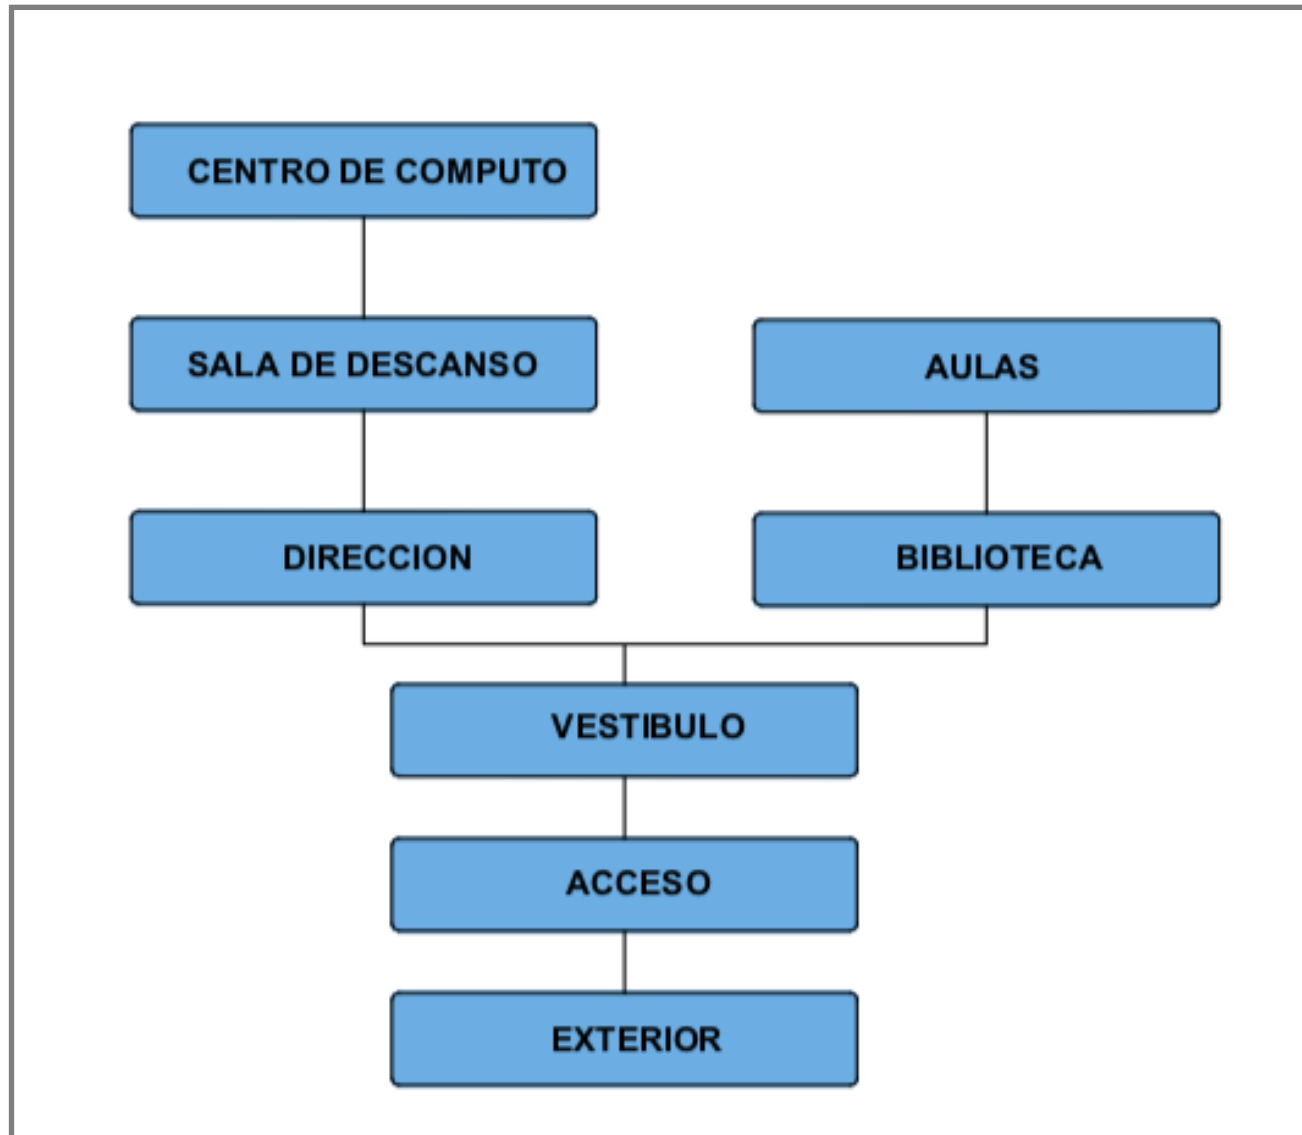 CENTRO DE COMPUTO
SALA DE DESCANSO
AULAS
DIRECCION
BIBLIOTECA
VESTIBULO
ACCESO
EXTERIOR